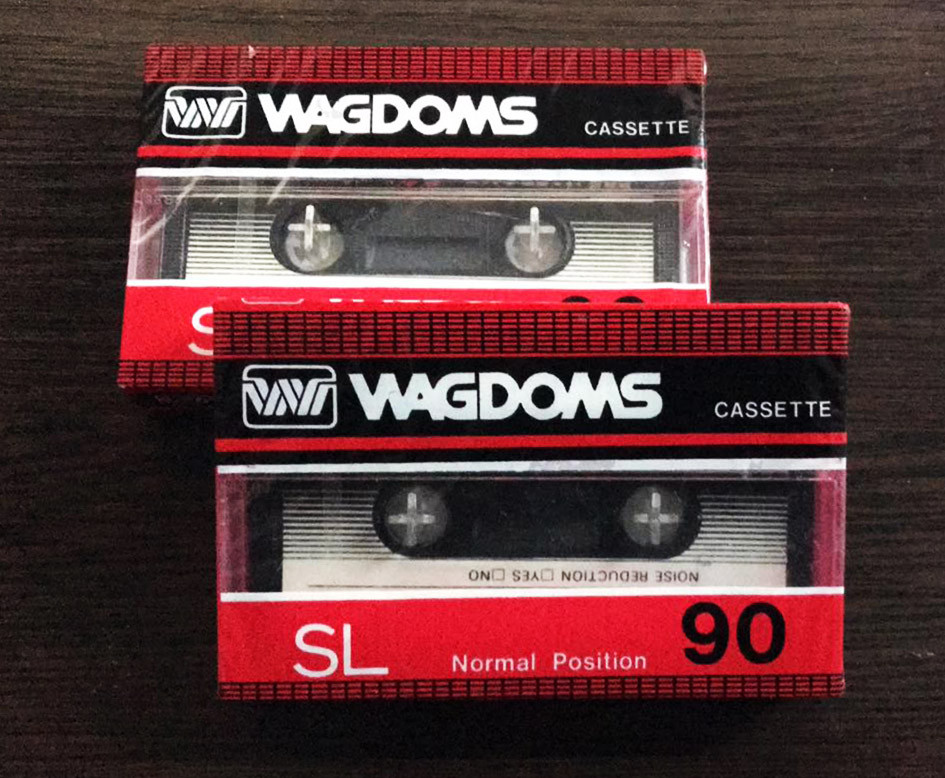 WAGDOMS CASSETTE
WAGDOMS CASSETTE
NOISE REDUCTION □YES □NO
SL Normal Position 90